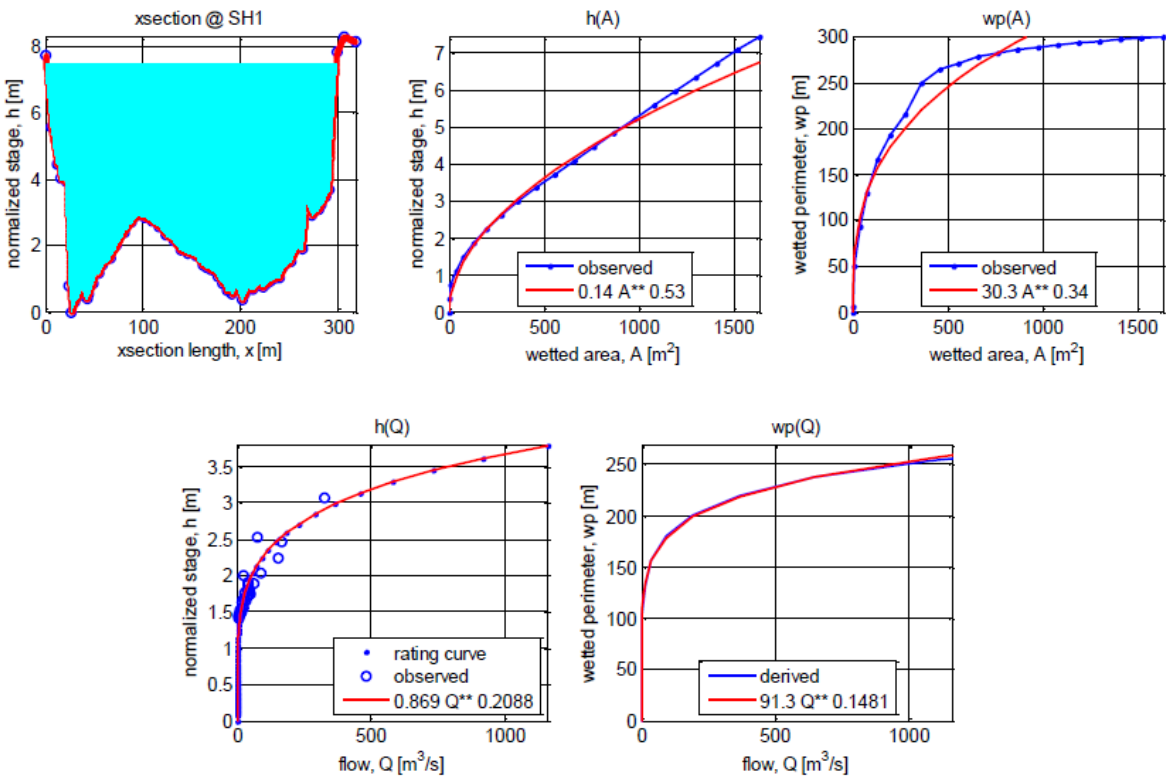 xsection @ SH1
normalized stage, h [m]
8
6
4
2
0
0
100
200
300
xsection length, x [m]
h(A)
normalized stage, h [m]
7
6
5
4
3
2
1
0
0
500
1000
1500
observed
0.14 A** 0.53
wetted area, A [m²]
wp(A)
wetted perimeter, wp [m]
300
250
200
150
100
50
0
0
500
1000
1500
observed
30.3 A** 0.34
wetted area, A [m²]
h(Q)
normalized stage, h [m]
3.5
3
2.5
2
1.5
1
0.5
0
0
500
1000
rating curve
observed
0.869 Q** 0.2088
flow, Q [m³/s]
wp(Q)
wetted perimeter, wp [m]
250
200
150
100
50
0
0
500
1000
derived
91.3 Q** 0.1481
flow, Q [m³/s]